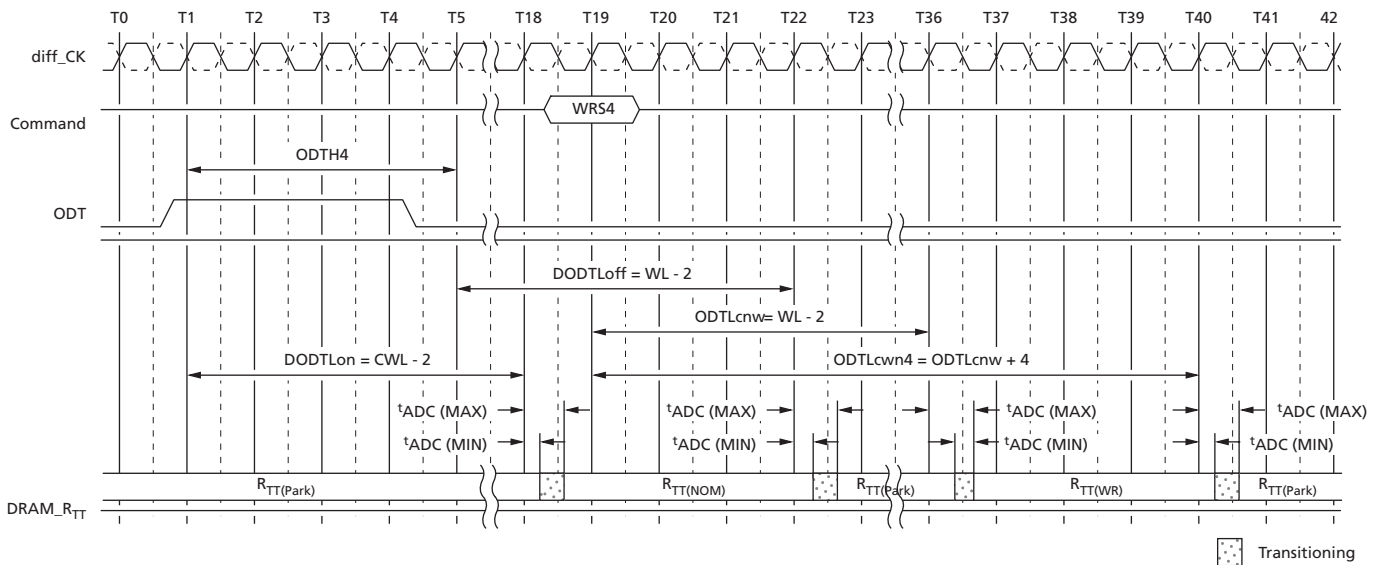 T0 T1 T2 T3 T4 T5 T18 T19 T20 T21 T22 T23 T36 T37 T38 T39 T40 T41 42
diff_CK
WRS4
Command
ODTH4
ODT
DODTLoff = WL - 2
ODTLcnw= WL - 2
DODTLon = CWL - 2 ODTLcwn4 = ODTLcnw + 4
tADC (MAX) tADC (MAX) tADC (MAX) tADC (MAX)
tADC (MIN) tADC (MIN) tADC (MIN) tADC (MIN)
RTT(Park) RTT(NOM) RTT(Park) RTT(WR) RTT(Park)
DRAM_RTT
Transitioning